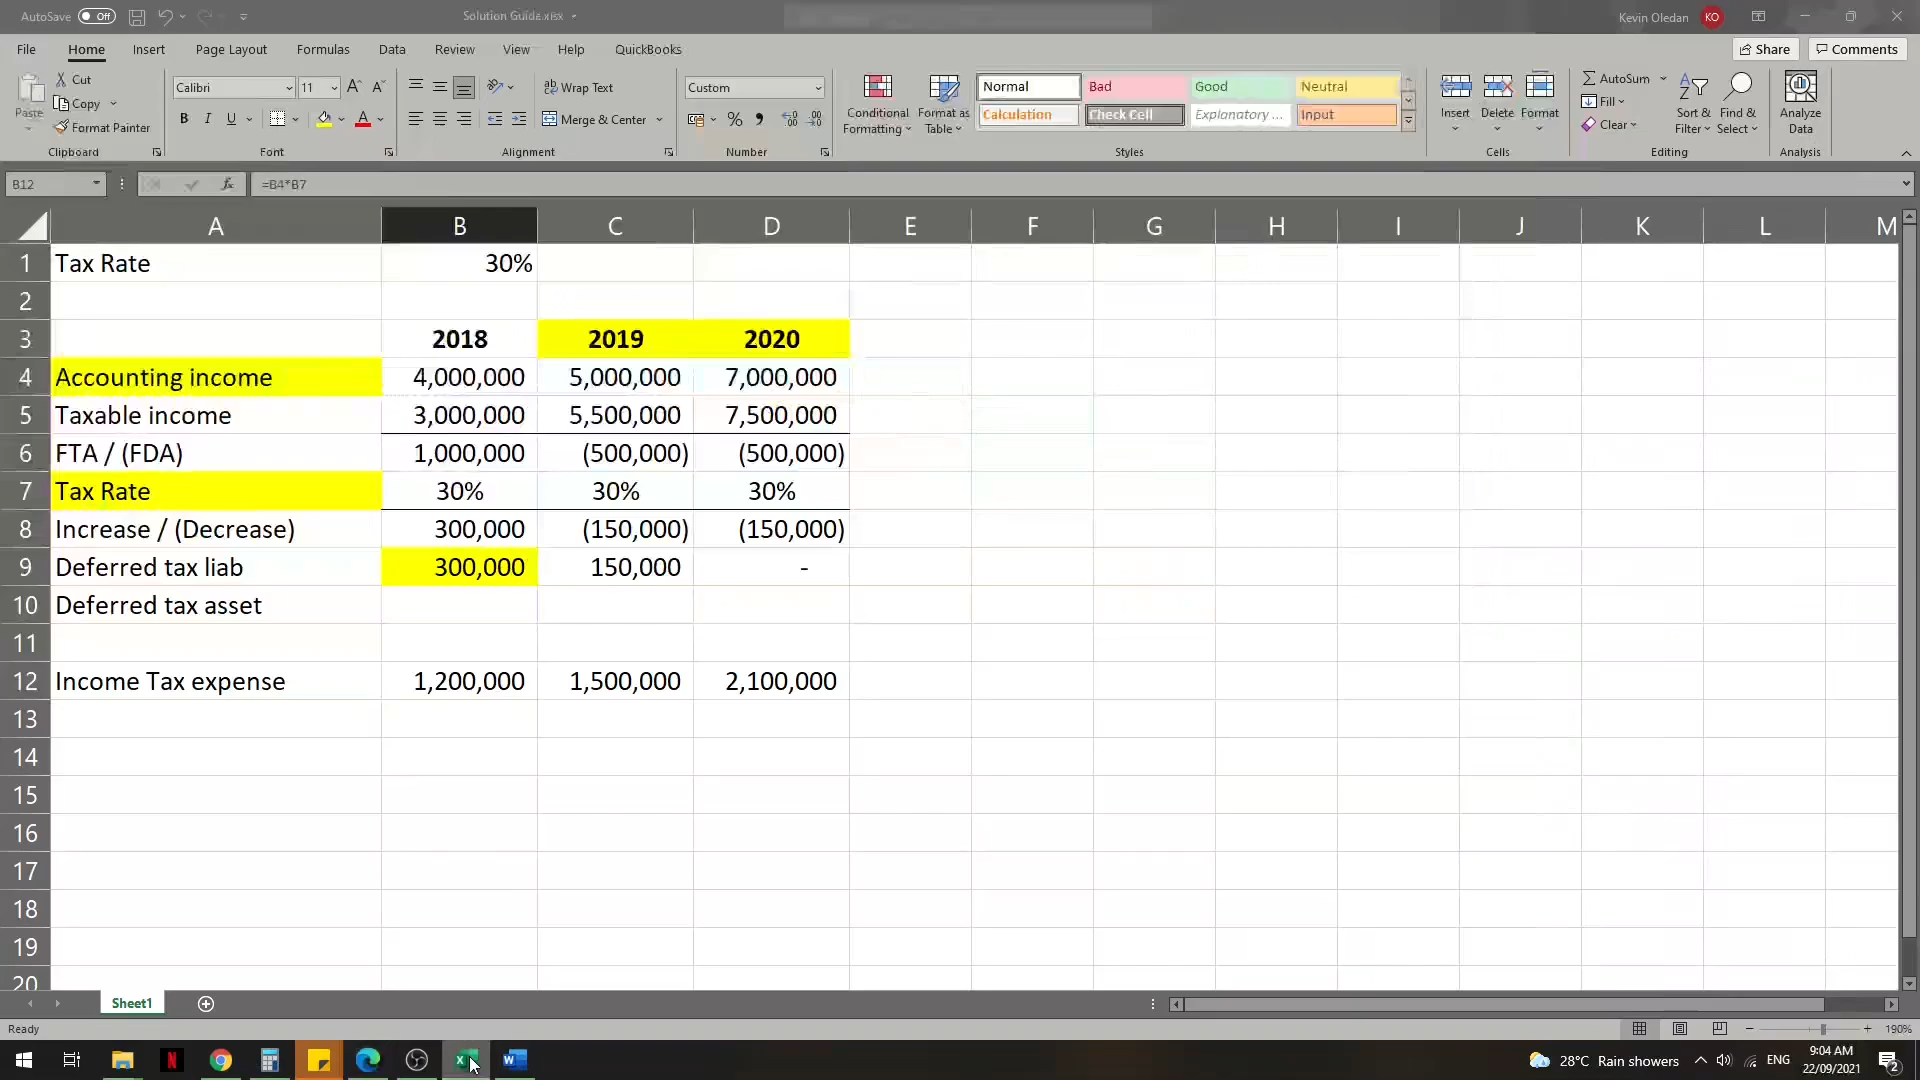 AutoSave Off Solution Guide.xlsx Kevin Oledan KO
File Home Insert Page Layout Formulas Data Review View Help QuickBooks Share Comments
Paste Cut Copy Format Painter
Calibri 11 A A
B I U A
Wrap Text
Merge & Center
Custom
% 9
Conditional Formatting
Format as Table
Normal Bad Good Neutral
Calculation Check Cell Explanatory ... Input
Insert Delete Format
AutoSum
Fill
Clear
Sort & Filter
Find & Select
Analyze Data
Clipboard Font Alignment Number Styles Cells Editing Analysis
B12 fx =B4*B7
A B C D E F G H I J K L M
1 Tax Rate 30%
2
3 2018 2019 2020
4 Accounting income 4,000,000 5,000,000 7,000,000
5 Taxable income 3,000,000 5,500,000 7,500,000
6 FTA / (FDA) 1,000,000 (500,000) (500,000)
7 Tax Rate 30% 30% 30%
8 Increase / (Decrease) 300,000 (150,000) (150,000)
9 Deferred tax liab 300,000 150,000 -
10 Deferred tax asset
11
12 Income Tax expense 1,200,000 1,500,000 2,100,000
13
14
15
16
17
18
19
20
Sheet1
Ready 190%
28°C Rain showers ENG 9:04 AM
22/09/2021 2